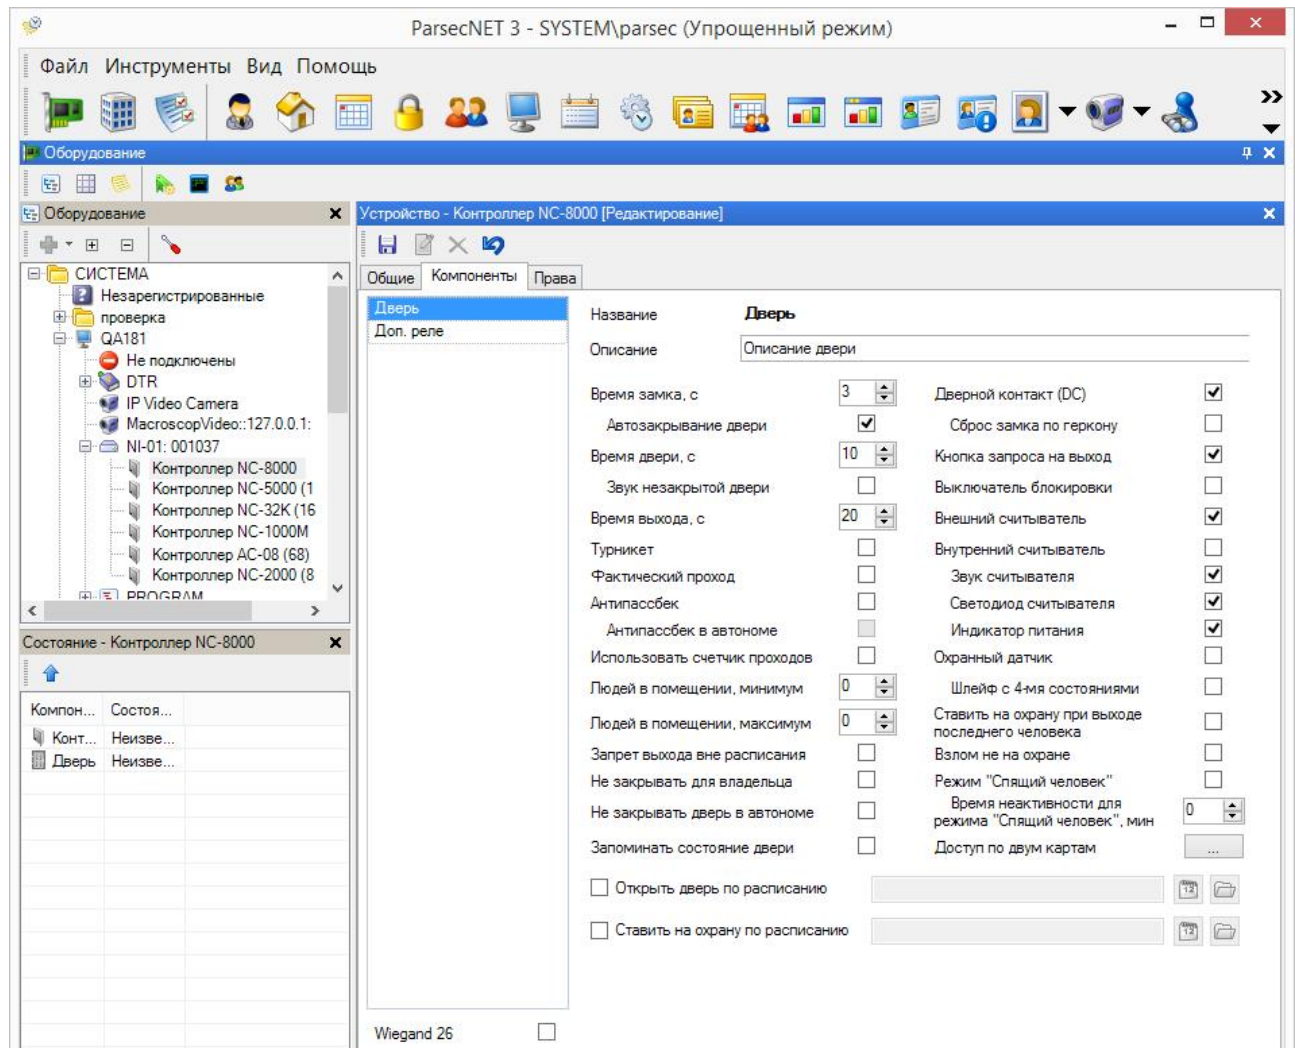 ParsecNET 3 - SYSTEM\parsec (Упрощенный режим)
Файл Инструменты Вид Помощь
Оборудование
Оборудование
СИСТЕМА
Незарегистрированные
проверка
QA181
Не подключены
DTR
IP Video Camera
MacroscopVideo::127.0.0.1:
NI-01: 001037
Контроллер NC-8000
Контроллер NC-5000 (1
Контроллер NC-32K (16
Контроллер NC-1000M
Контроллер AC-08 (68)
Контроллер NC-2000 (8
PROGRAM
Состояние - Контроллер NC-8000
Компон... Состоя...
Конт... Неизве...
Дверь Неизве...
Устройство - Контроллер NC-8000 [Редактирование]
Общие Компоненты Права
Дверь
Доп. реле
Wiegand 26
Название Дверь
Описание Описание двери
Время замка, с 3
Автозакрывание двери
Время двери, с 10
Звук незакрытой двери
Время выхода, с 20
Турникет
Фактический проход
Антипассбек
Антипассбек в автономе
Использовать счетчик проходов
Людей в помещении, минимум 0
Людей в помещении, максимум 0
Запрет выхода вне расписания
Не закрывать для владельца
Не закрывать дверь в автономе
Запоминать состояние двери
Дверной контакт (DC)
Сброс замка по геркону
Кнопка запроса на выход
Выключатель блокировки
Внешний считыватель
Внутренний считыватель
Звук считывателя
Светодиод считывателя
Индикатор питания
Охранный датчик
Шлейф с 4-мя состояниями
Ставить на охрану при выходе
последнего человека
Взлом не на охране
Режим "Спящий человек"
Время неактивности для
режима "Спящий человек", мин 0
Доступ по двум картам ...
Открыть дверь по расписанию
Ставить на охрану по расписанию